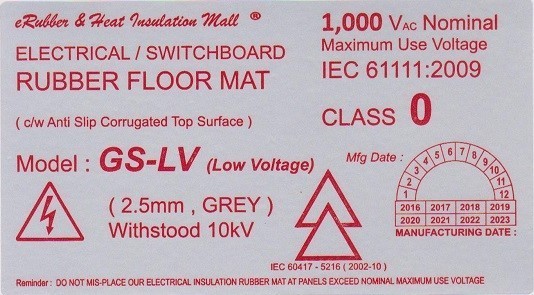 eRubber & Heat Insulation Mall ®
ELECTRICAL / SWITCHBOARD
RUBBER FLOOR MAT
( c/w Anti Slip Corrugated Top Surface )
1,000 VAC Nominal
Maximum Use Voltage
IEC 61111:2009
CLASS 0
Model : GS-LV (Low Voltage)
( 2.5mm , GREY )
Withstood 10kV
IEC 60417 - 5216 ( 2002-10 )
Mfg Date :
1 2 3 4 5 6 7 8 9 10 11 12
2016 2017 2018 2019
2020 2021 2022 2023
MANUFACTURING DATE :
Reminder : DO NOT MIS-PLACE OUR ELECTRICAL INSULATION RUBBER MAT AT PANELS EXCEED NOMINAL MAXIMUM USE VOLTAGE